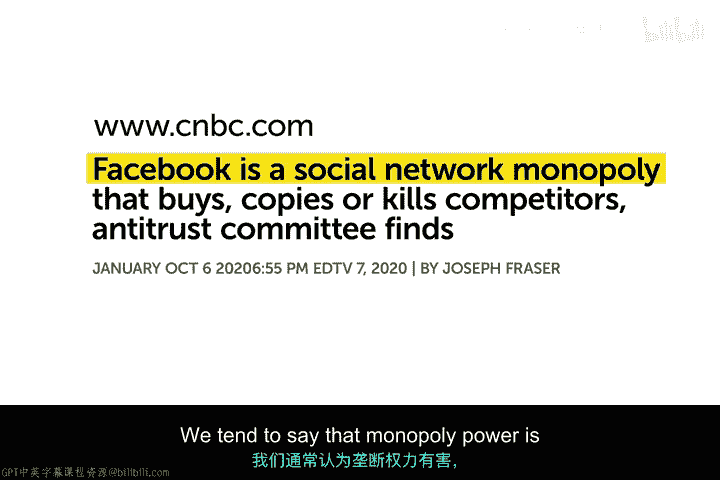 www.cnbc.com
Facebook is a social network monopoly
that buys, copies or kills competitors,
antitrust committee finds
JANUARY OCT 6 20206:55 PM EDTV 7, 2020 | BY JOSEPH FRASER
We tend to say that monopoly power is
我们通常认为垄断权力有害，
GPT中英字幕课程资源@bilibili.com